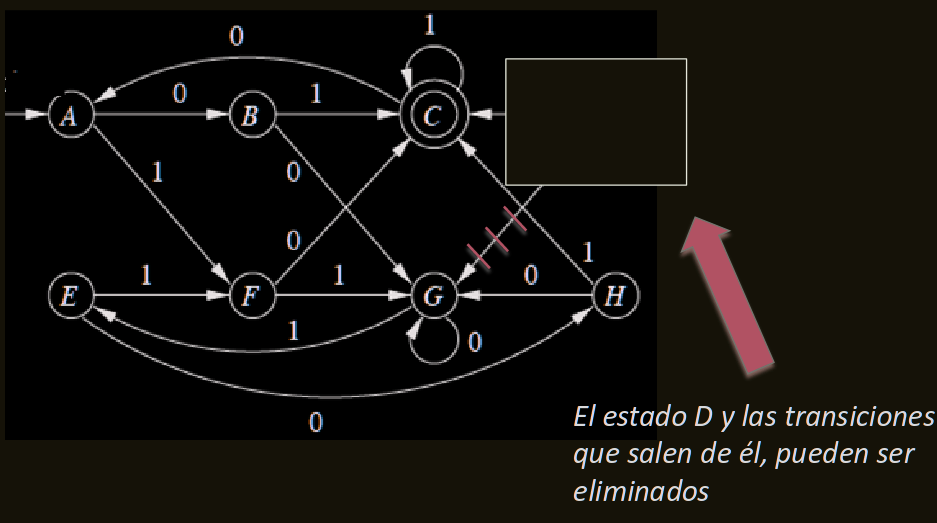 0 1
A 0 B 1 C
1 0
0 1
E 1 F 1 G 0 H
1 0
0
El estado D y las transiciones
que salen de él, pueden ser
eliminados